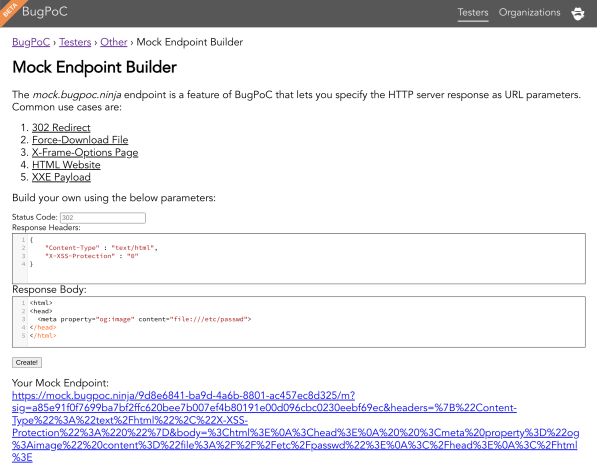 BETA
BugPoC
Testers Organizations
BugPoC › Testers › Other › Mock Endpoint Builder
Mock Endpoint Builder
The mock.bugpoc.ninja endpoint is a feature of BugPoC that lets you specify the HTTP server response as URL parameters.
Common use cases are:
1. 302 Redirect
2. Force-Download File
3. X-Frame-Options Page
4. HTML Website
5. XXE Payload
Build your own using the below parameters:
Status Code: 302
Response Headers:
1 {
2 "Content-Type" : "text/html",
3 "X-XSS-Protection" : "0"
4 }
Response Body:
1 <html>
2 <head>
3 <meta property="og:image" content="file:///etc/passwd">
4 </head>
5 </html>
Create!
Your Mock Endpoint:
https://mock.bugpoc.ninja/9d8e6841-ba9d-4a6b-8801-ac457ec8d325/m?
sig=a85e91f0f7699ba7bf2ffc620bee7b007ef4b80191e00d096cbc0230eebf69ec&headers=%7B%22Content-
Type%22%3A%22text%2Fhtml%22%2C%22X-XSS-
Protection%22%3A%220%22%7D&body=%3Chtml%3E%0A%3Chead%3E%0A%20%20%3Cmeta%20property%3D%22og
%3Aimage%22%20content%3D%22file%3A%2F%2F%2Fetc%2Fpasswd%22%3E%0A%3C%2Fhead%3E%0A%3C%2Fhtml
%3E